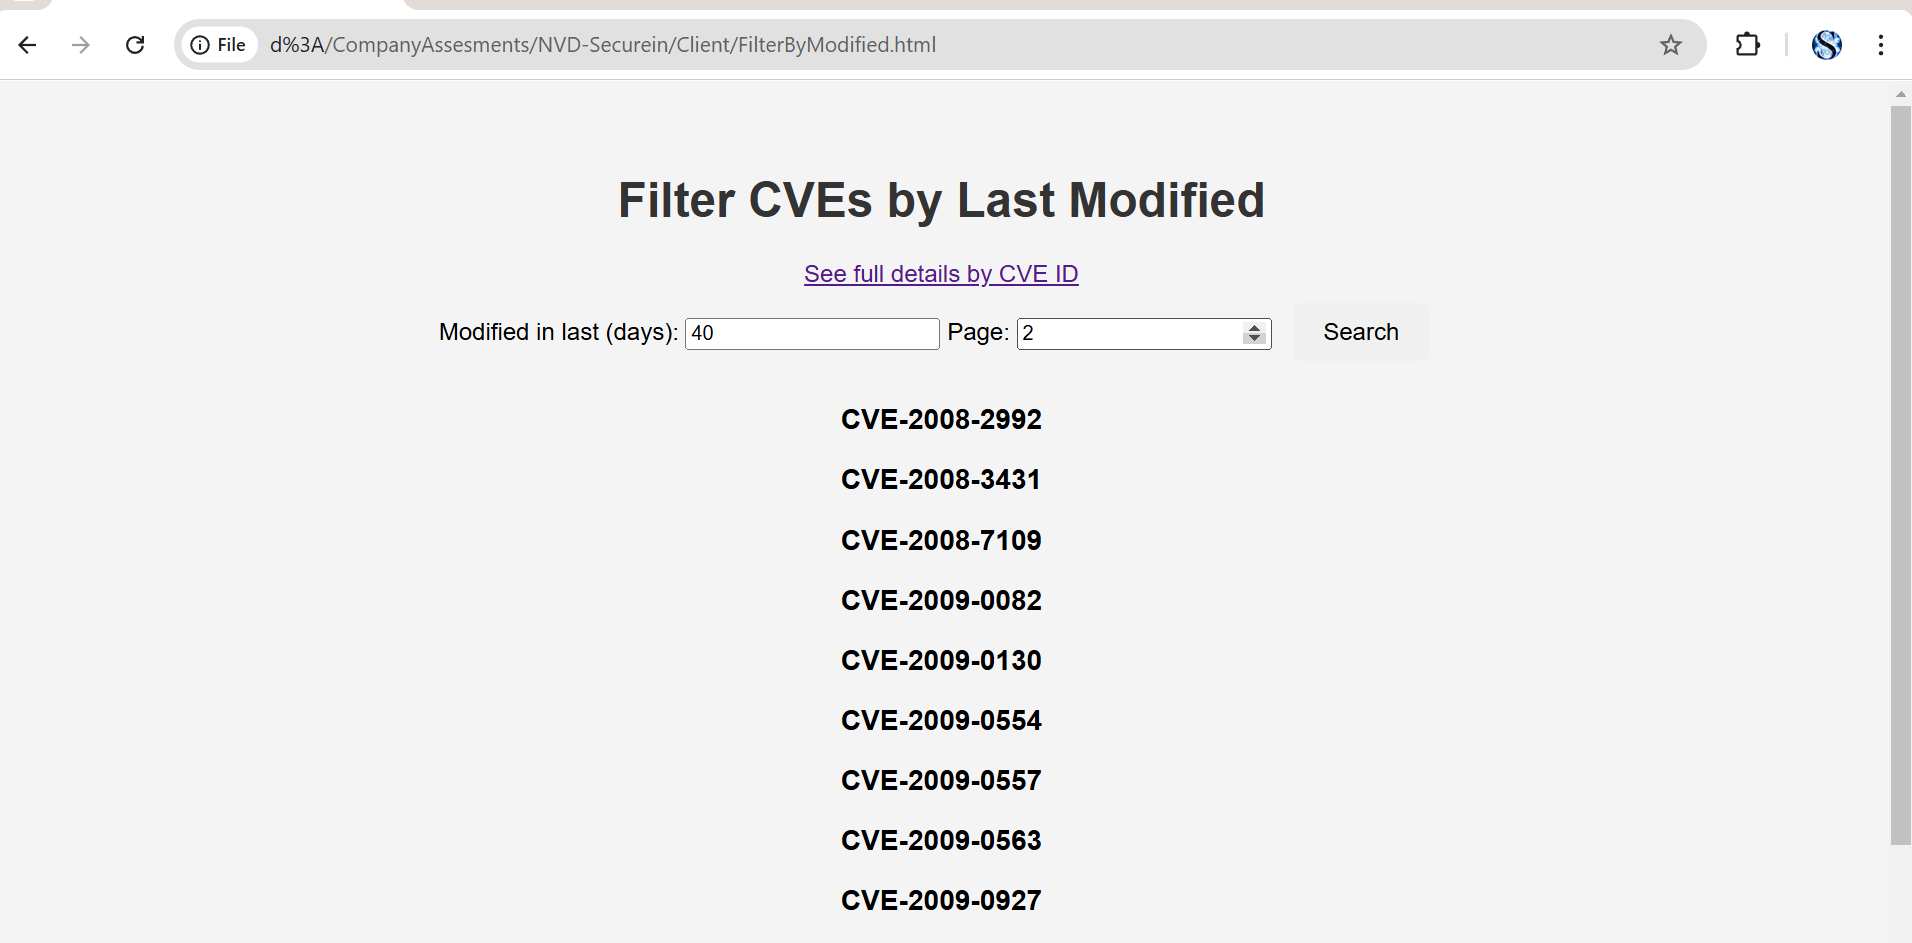 File d%3A/CompanyAssesments/NVD-Securein/Client/FilterByModified.html
Filter CVEs by Last Modified
See full details by CVE ID
Modified in last (days): 40 Page: 2 Search
CVE-2008-2992
CVE-2008-3431
CVE-2008-7109
CVE-2009-0082
CVE-2009-0130
CVE-2009-0554
CVE-2009-0557
CVE-2009-0563
CVE-2009-0927